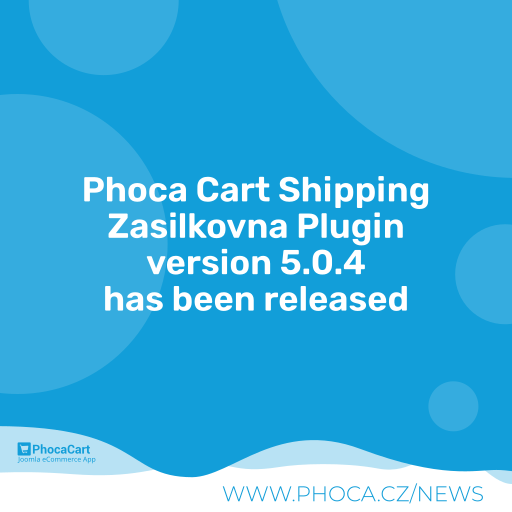 Phoca Cart Shipping
Zasilkovna Plugin
version 5.0.4
has been released
PhocaCart
Joomla eCommerce App
WWW.PHOCA.CZ/NEWS